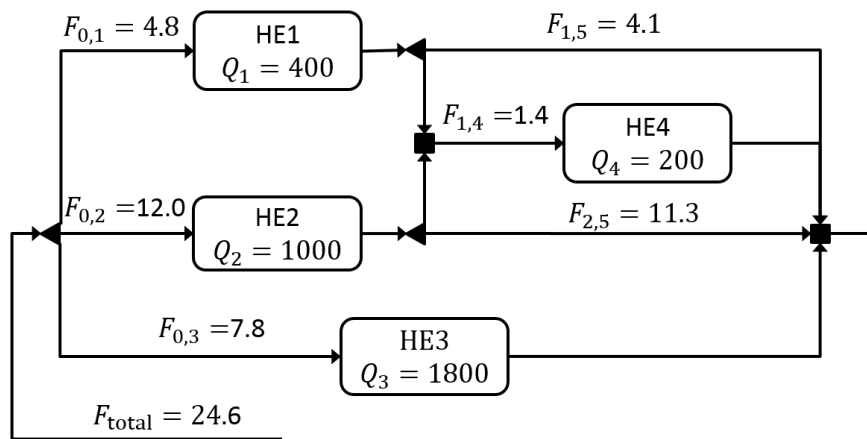 F0,1 = 4.8
HE1
Q1 = 400
F1,5 = 4.1
F1,4 =1.4
HE4
Q4 = 200
F0,2 =12.0
HE2
Q2 = 1000
F2,5 = 11.3
F0,3 =7.8
HE3
Q3 = 1800
Ftotal = 24.6